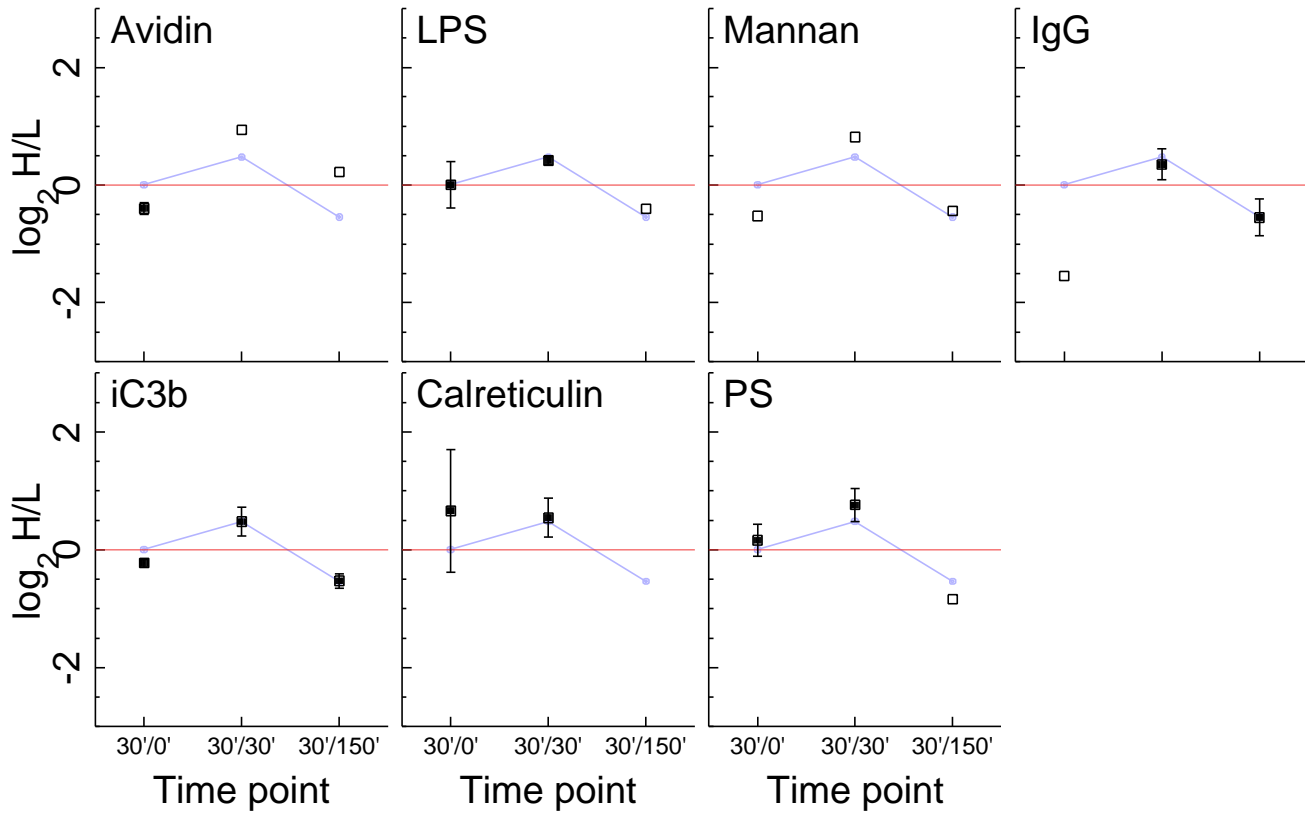 Avidin
LPS
Mannan
IgG
log2 H/L
2
0
-2
iC3b
Calreticulin
PS
log2 H/L
2
0
-2
30'/0' 30'/30' 30'/150'
30'/0' 30'/30' 30'/150'
30'/0' 30'/30' 30'/150'
Time point
Time point
Time point